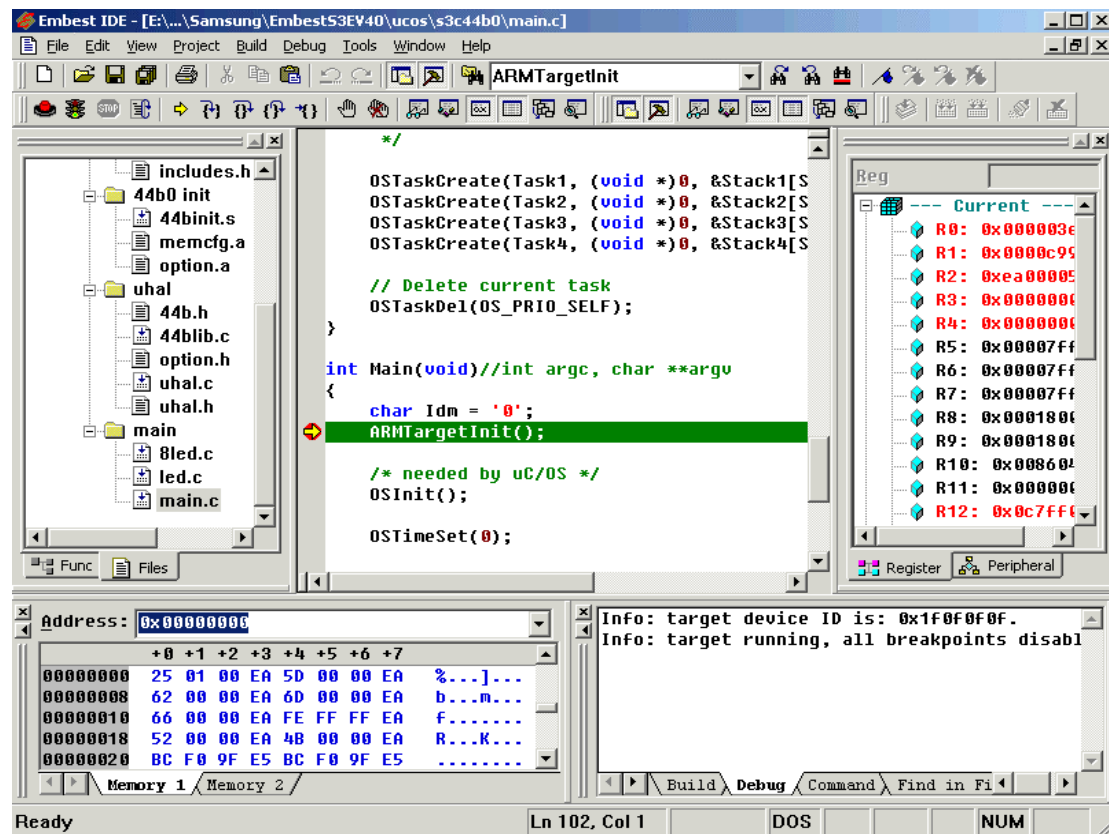 Embest IDE - [E:\...\Samsung\EmbestS3EV40\ucos\s3c44b0\main.c]
File Edit View Project Build Debug Tools Window Help
ARMTargetInit
STOP
includes.h
44b0 init
44binit.s
memcfg.a
option.a
uhal
44b.h
44blib.c
option.h
uhal.c
uhal.h
main
8led.c
led.c
main.c
Func Files
*/
OSTaskCreate(Task1, (void *)0, &Stack1[S
OSTaskCreate(Task2, (void *)0, &Stack2[S
OSTaskCreate(Task3, (void *)0, &Stack3[S
OSTaskCreate(Task4, (void *)0, &Stack4[S
// Delete current task
OSTaskDel(OS_PRIO_SELF);
}
int Main(void)//int argc, char **argv
{
char Idm = '0';
ARMTargetInit();
/* needed by uC/OS */
OSInit();
OSTimeSet(0);
Reg
--- Current ---
R0: 0x000003e
R1: 0x0000c99
R2: 0xea00005
R3: 0x0000000
R4: 0x0000000
R5: 0x00007ff
R6: 0x00007ff
R7: 0x00007ff
R8: 0x0001800
R9: 0x0001800
R10: 0x008604
R11: 0x000000
R12: 0x0c7ff
Register Peripheral
Address: 0x00000000
+0 +1 +2 +3 +4 +5 +6 +7
00000000 25 01 00 EA 5D 00 00 EA %...]...
00000008 62 00 00 EA 6D 00 00 EA b...m...
00000010 66 00 00 EA FE FF FF EA f.......
00000018 52 00 00 EA 4B 00 00 EA R...K...
00000020 BC F0 9F E5 BC F0 9F E5 ........
Memory 1 Memory 2
Info: target device ID is: 0x1f0f0f0f.
Info: target running, all breakpoints disabl
Build Debug Command Find in Fi
Ready Ln 102, Col 1 DOS NUM